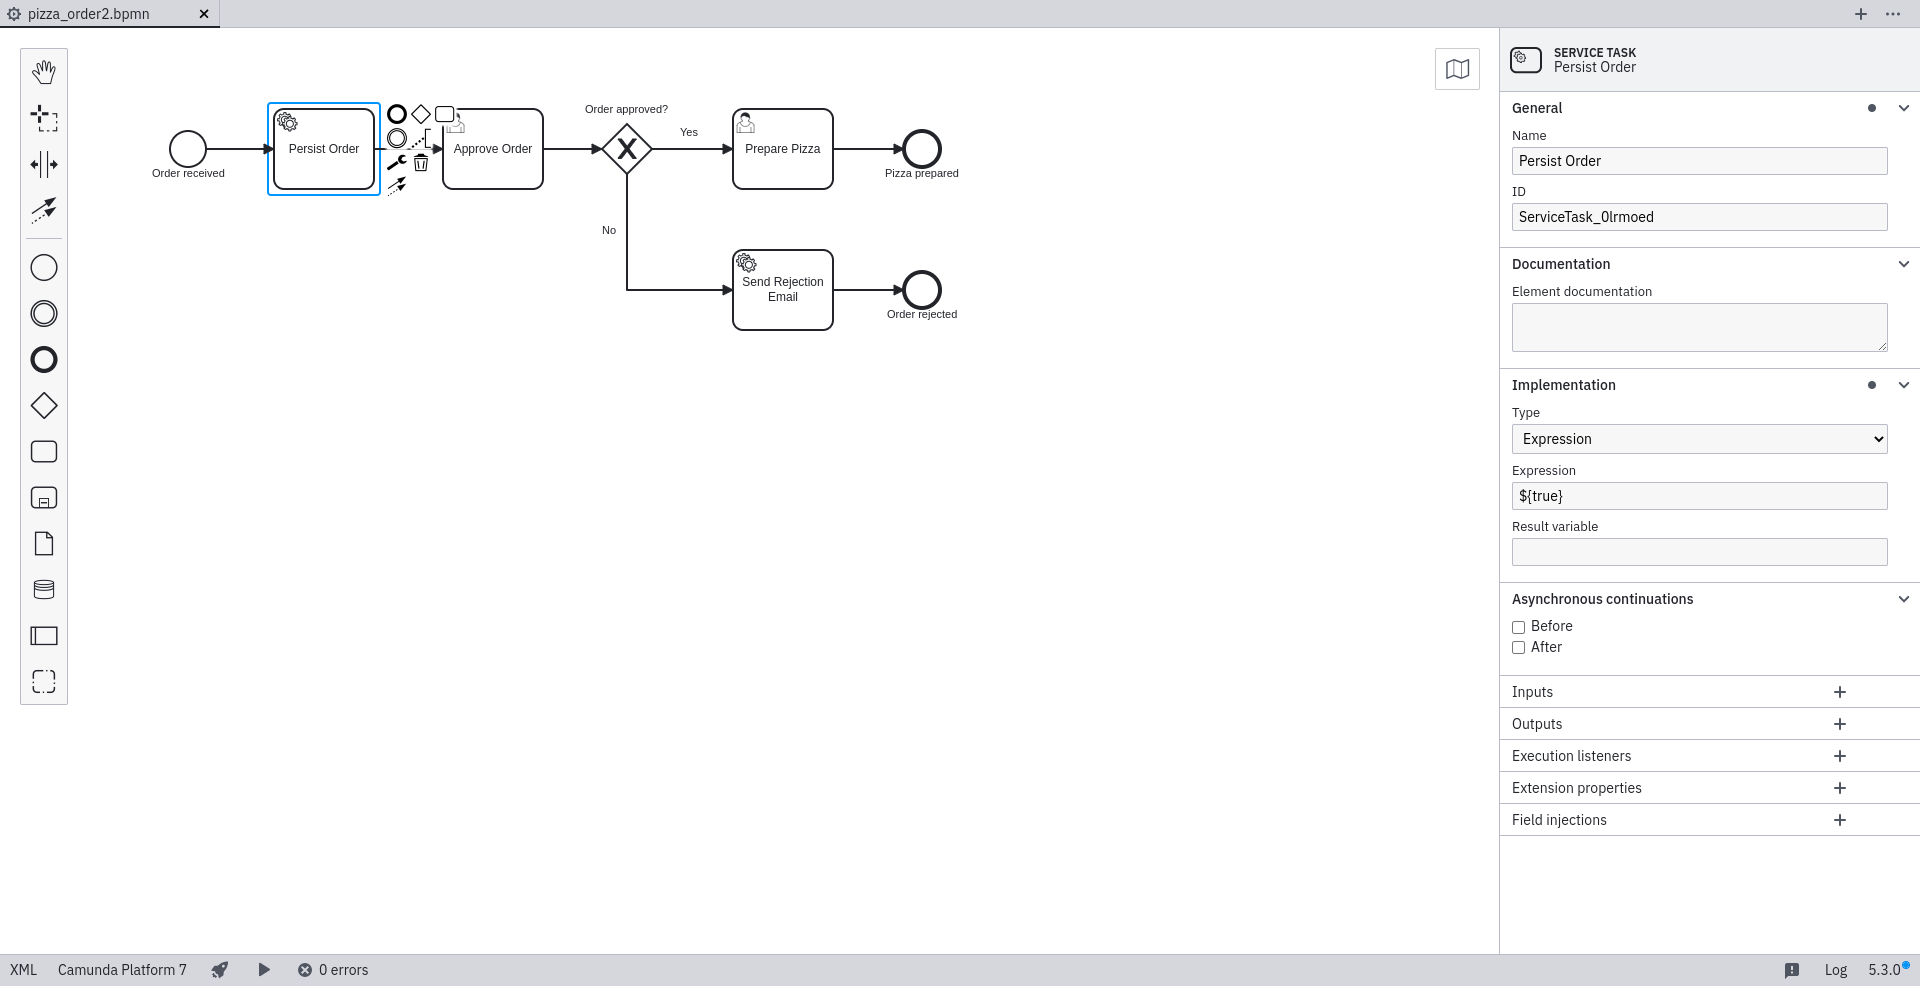 pizza_order2.bpmn
Order received
Persist Order
Approve Order
Order approved?
Yes
No
Prepare Pizza
Pizza prepared
Send Rejection
Email
Order rejected
SERVICE TASK
Persist Order
General
Name
Persist Order
ID
ServiceTask_0lrmoed
Documentation
Element documentation
Implementation
Type
Expression
Expression
${true}
Result variable
Asynchronous continuations
Before
After
Inputs
Outputs
Execution listeners
Extension properties
Field injections
XML
Camunda Platform 7
0 errors
Log
5.3.0